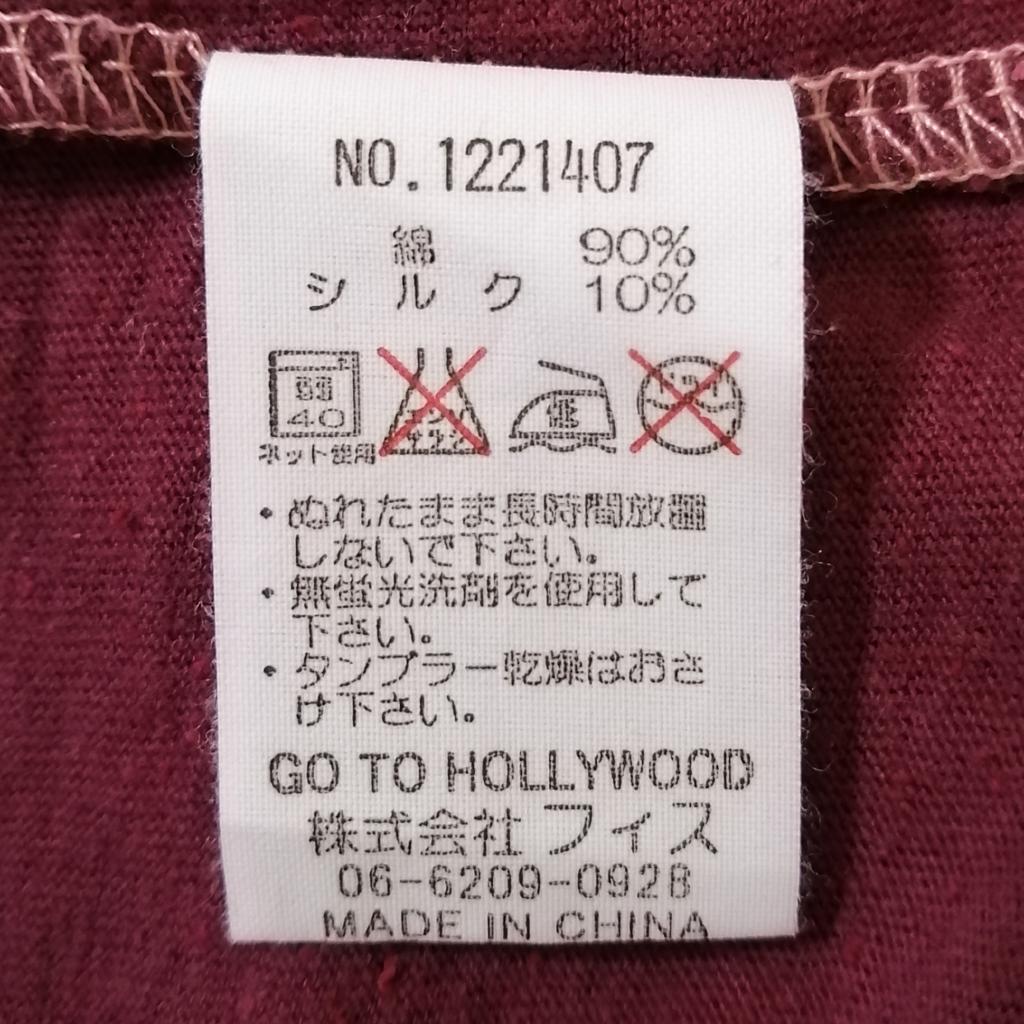 NO.1221407
綿 90%
シルク 10%
弱 40
エンソ サラシ
低
ドライ
ネット使用
・ぬれたまま長時間放置
しないで下さい。
・無蛍光洗剤を使用して
下さい。
・タンブラー乾燥はおさ
け下さい。
GO TO HOLLYWOOD
株式会社フィス
06-6209-0928
MADE IN CHINA